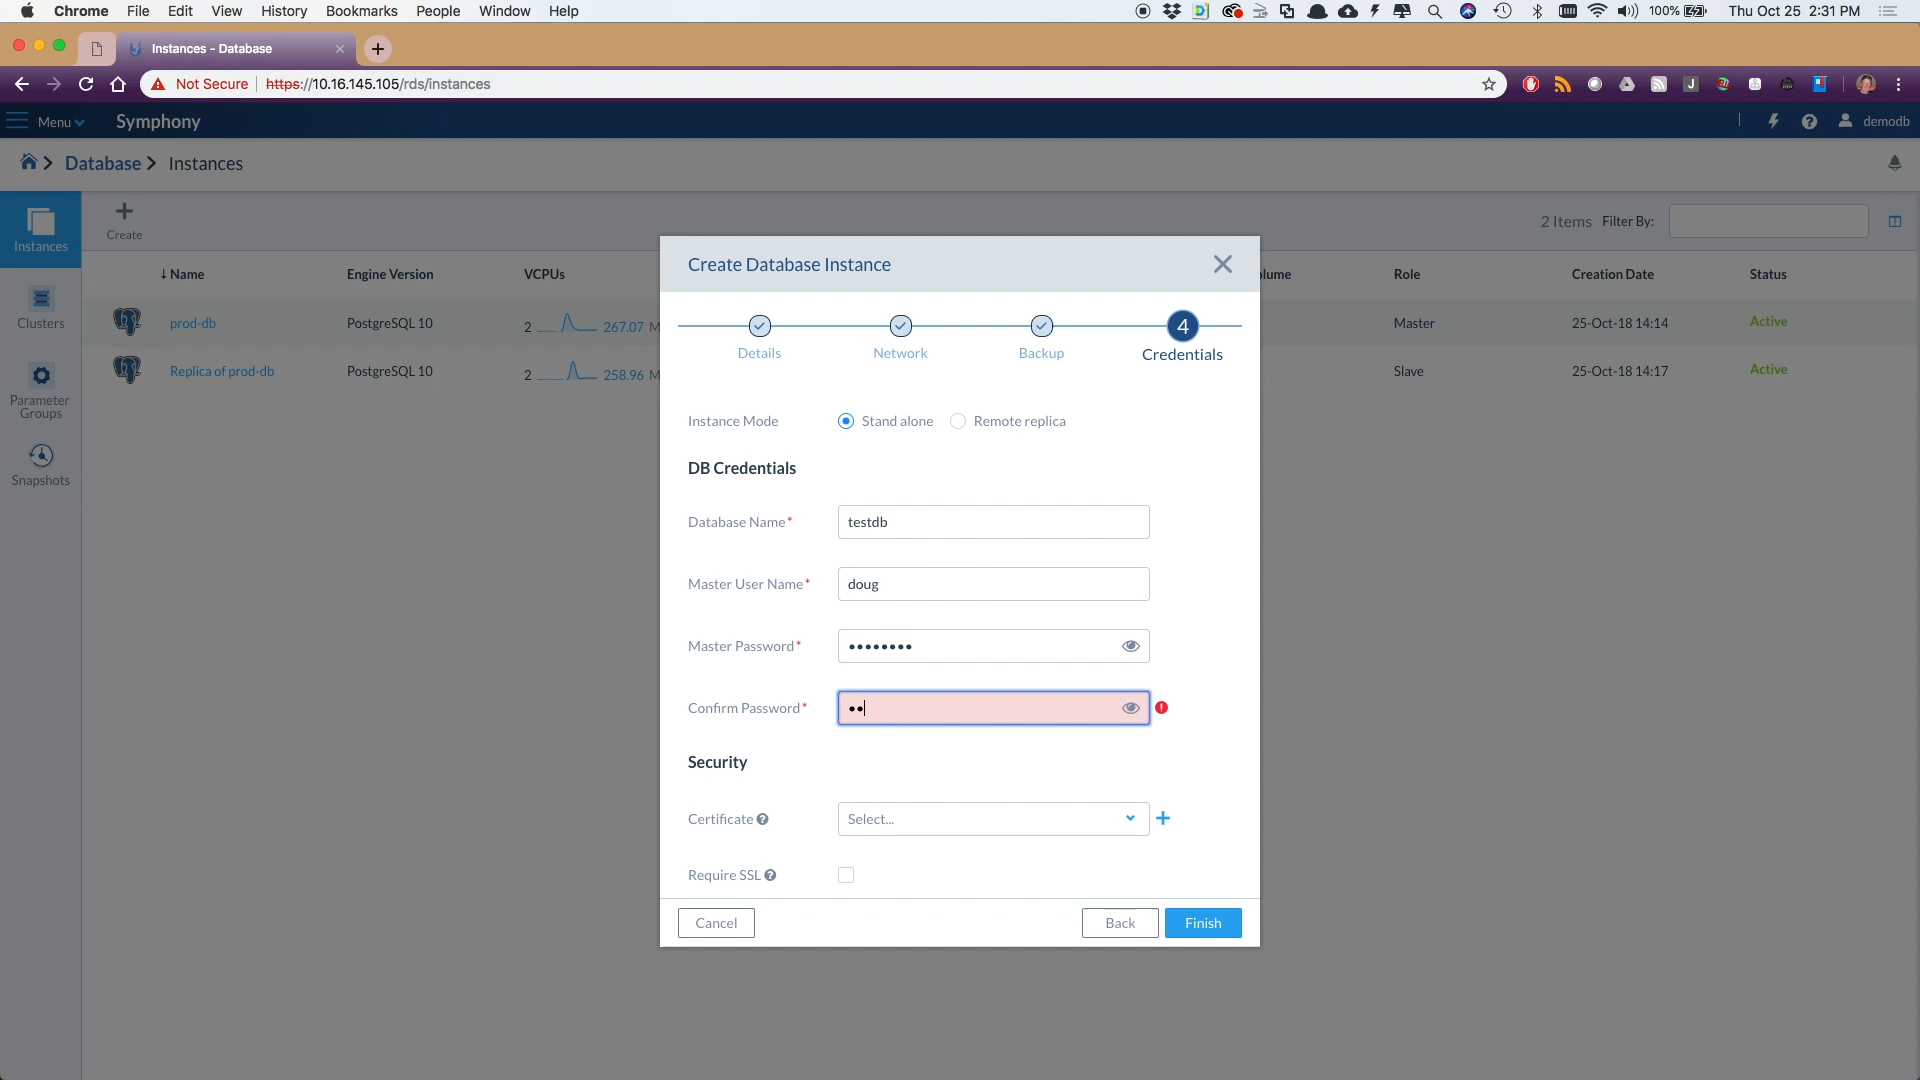 Chrome File Edit View History Bookmarks People Window Help 100% Thu Oct 25 2:31 PM
Instances - Database
Not Secure https://10.16.145.105/rds/instances
Menu Symphony demodb
Database > Instances
Instances
Create
2 Items Filter By:
Clusters
Parameter
Groups
Snapshots
Name Engine Version VCPUs lume Role Creation Date Status
prod-db PostgreSQL 10 2 267.07 M Master 25-Oct-18 14:14 Active
Replica of prod-db PostgreSQL 10 2 258.96 M Slave 25-Oct-18 14:17 Active
Create Database Instance
4
Details Network Backup Credentials
Instance Mode Stand alone Remote replica
DB Credentials
Database Name* testdb
Master User Name* doug
Master Password* ••••••••
Confirm Password* ••
Security
Certificate Select...
Require SSL
Cancel Back Finish